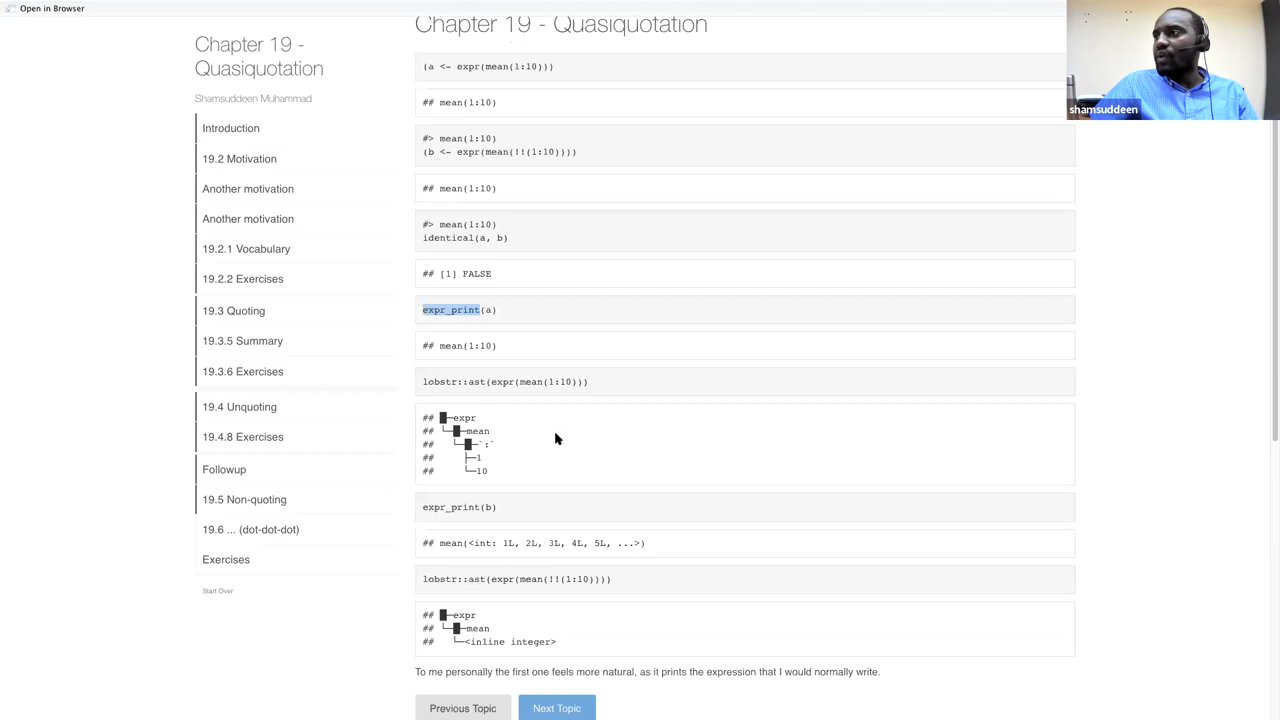 Open in Browser
Chapter 19 - Quasiquotation
Chapter 19 -
Quasiquotation
Shamsuddeen Muhammad
Introduction
19.2 Motivation
Another motivation
Another motivation
19.2.1 Vocabulary
19.2.2 Exercises
19.3 Quoting
19.3.5 Summary
19.3.6 Exercises
19.4 Unquoting
19.4.8 Exercises
Followup
19.5 Non-quoting
19.6 ... (dot-dot-dot)
Exercises
Start Over
(a <- expr(mean(1:10)))
## mean(1:10)
#> mean(1:10)
(b <- expr(mean(!!(1:10))))
## mean(1:10)
#> mean(1:10)
identical(a, b)
## [1] FALSE
expr_print(a)
## mean(1:10)
lobstr::ast(expr(mean(1:10)))
## █─expr
## └─█─mean
##   └─█─`:`
##     ├─1
##     └─10
expr_print(b)
## mean(<int: 1L, 2L, 3L, 4L, 5L, ...>)
lobstr::ast(expr(mean(!!(1:10))))
## █─expr
## └─█─mean
##   └─<inline integer>
To me personally the first one feels more natural, as it prints the expression that I would normally write.
Previous Topic
Next Topic
shamsuddeen